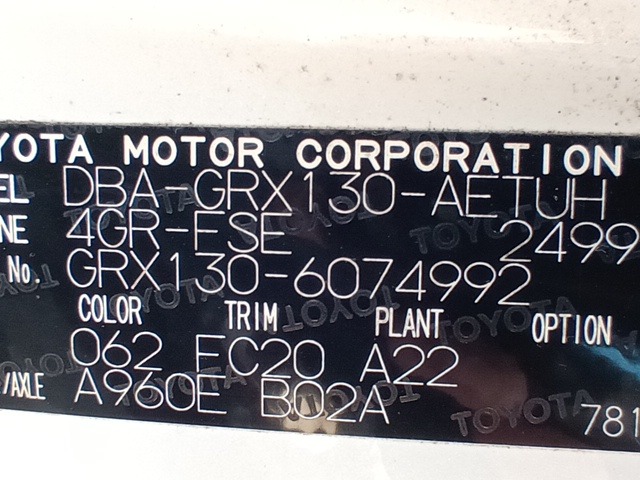 YOTA MOTOR CORPORATION
EL DBA-GRX130-AETUH
NE 4GR-FSE 2499
No. GRX130-6074992
COLOR TRIM PLANT OPTION
062 EC20 A22
/AXLE A960E B02A
781